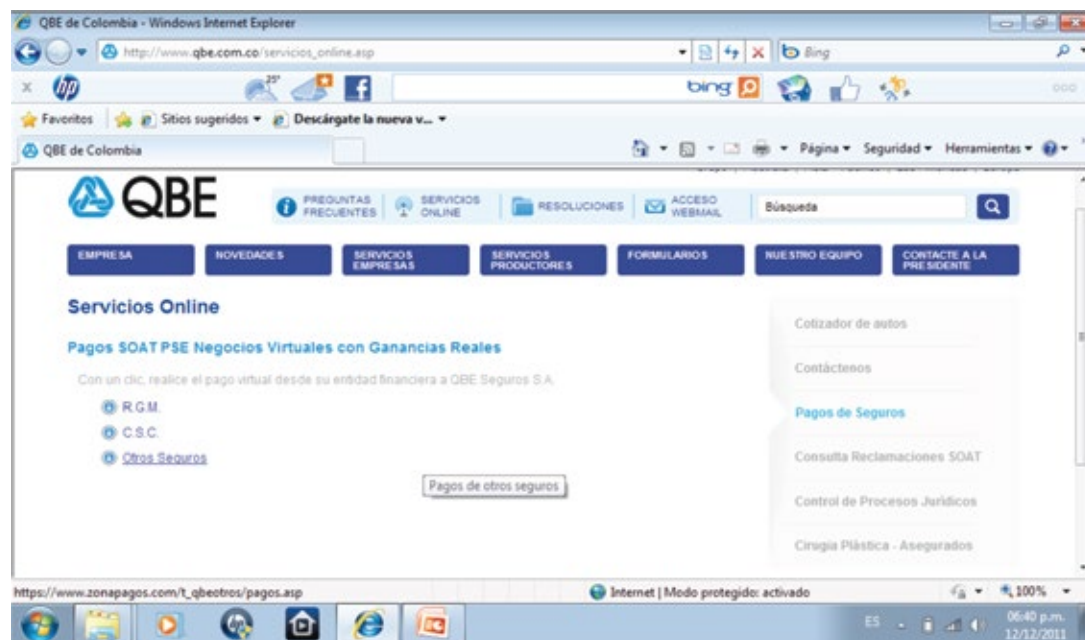 QBE de Colombia - Windows Internet Explorer
http://www.qbe.com.co/servicios_online.asp
Bing
hp
25°
bing
Favoritos
Sitios sugeridos
Descárgate la nueva v...
QBE de Colombia
Página
Seguridad
Herramientas
QBE
PREGUNTAS FRECUENTES
SERVICIOS ONLINE
RESOLUCIONES
ACCESO WEBMAIL
Búsqueda
EMPRESA
NOVEDADES
SERVICIOS EMPRESAS
SERVICIOS PRODUCTORES
FORMULARIOS
NUESTRO EQUIPO
CONTACTE A LA PRESIDENTE
Servicios Online
Pagos SOAT PSE Negocios Virtuales con Ganancias Reales
Con un clic, realice el pago virtual desde su entidad financiera a QBE Seguros S.A.
R.G.M.
C.S.C.
Otros Seguros
Pagos de otros seguros
Cotizador de autos
Contáctenos
Pagos de Seguros
Consulta Reclamaciones SOAT
Control de Procesos Jurídicos
Cirugía Plástica - Asegurados
https://www.zonapagos.com/t_qbeotros/pagos.asp
Internet | Modo protegido: activado
100%
ES
06:40 p.m.
12/12/2011